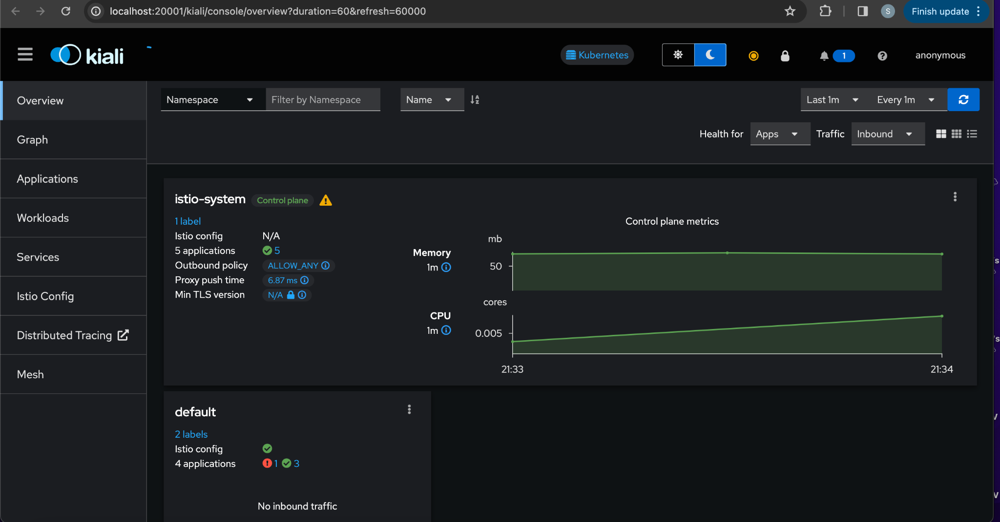 localhost:20001/kiali/console/overview?duration=60&refresh=60000
S
Finish update
kiali
Kubernetes
1
anonymous
Overview
Graph
Applications
Workloads
Services
Istio Config
Distributed Tracing
Mesh
Namespace
Filter by Namespace
Name
Last 1m
Every 1m
Health for
Apps
Traffic
Inbound
istio-system
Control plane
1 label
Istio config N/A
5 applications 5
Outbound policy ALLOW_ANY
Proxy push time 6.87 ms
Min TLS version N/A
Control plane metrics
Memory
1m
mb
50
CPU
1m
cores
0.005
21:33
21:34
default
2 labels
Istio config
4 applications 1 3
No inbound traffic